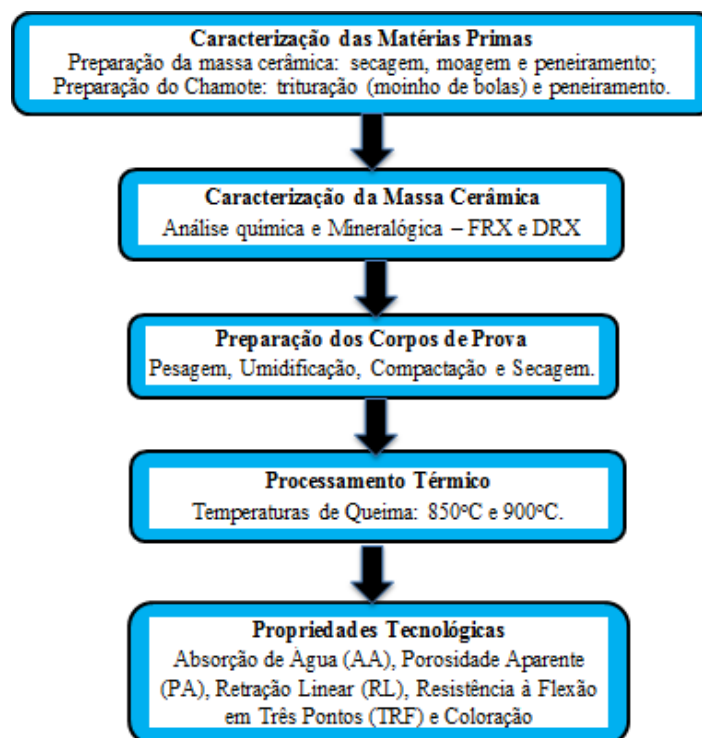 Caracterização das Matérias Primas
Preparação da massa cerâmica: secagem, moagem e peneiramento;
Preparação do Chamote: trituração (moinho de bolas) e peneiramento.
Caracterização da Massa Cerâmica
Análise química e Mineralógica – FRX e DRX
Preparação dos Corpos de Prova
Pesagem, Umidificação, Compactação e Secagem.
Processamento Térmico
Temperaturas de Queima: 850°C e 900°C.
Propriedades Tecnológicas
Absorção de Água (AA), Porosidade Aparente
(PA), Retração Linear (RL), Resistência à Flexão
em Três Pontos (TRF) e Coloração